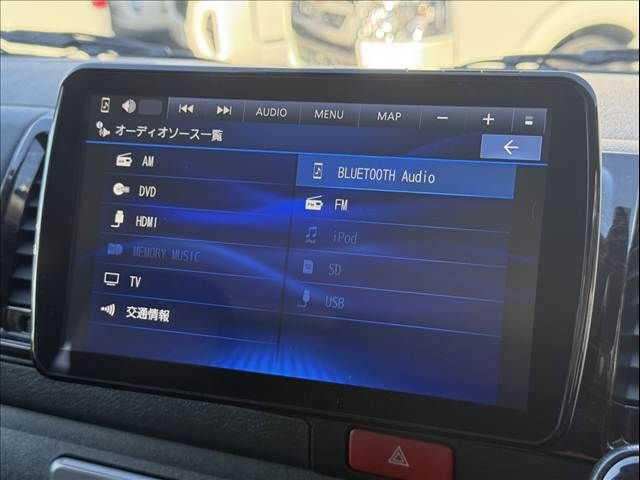 AUDIO MENU MAP − +
オーディオソース一覧
AM
BLUETOOTH Audio
DVD
FM
HDMI
iPod
MEMORY MUSIC
SD
TV
USB
交通情報